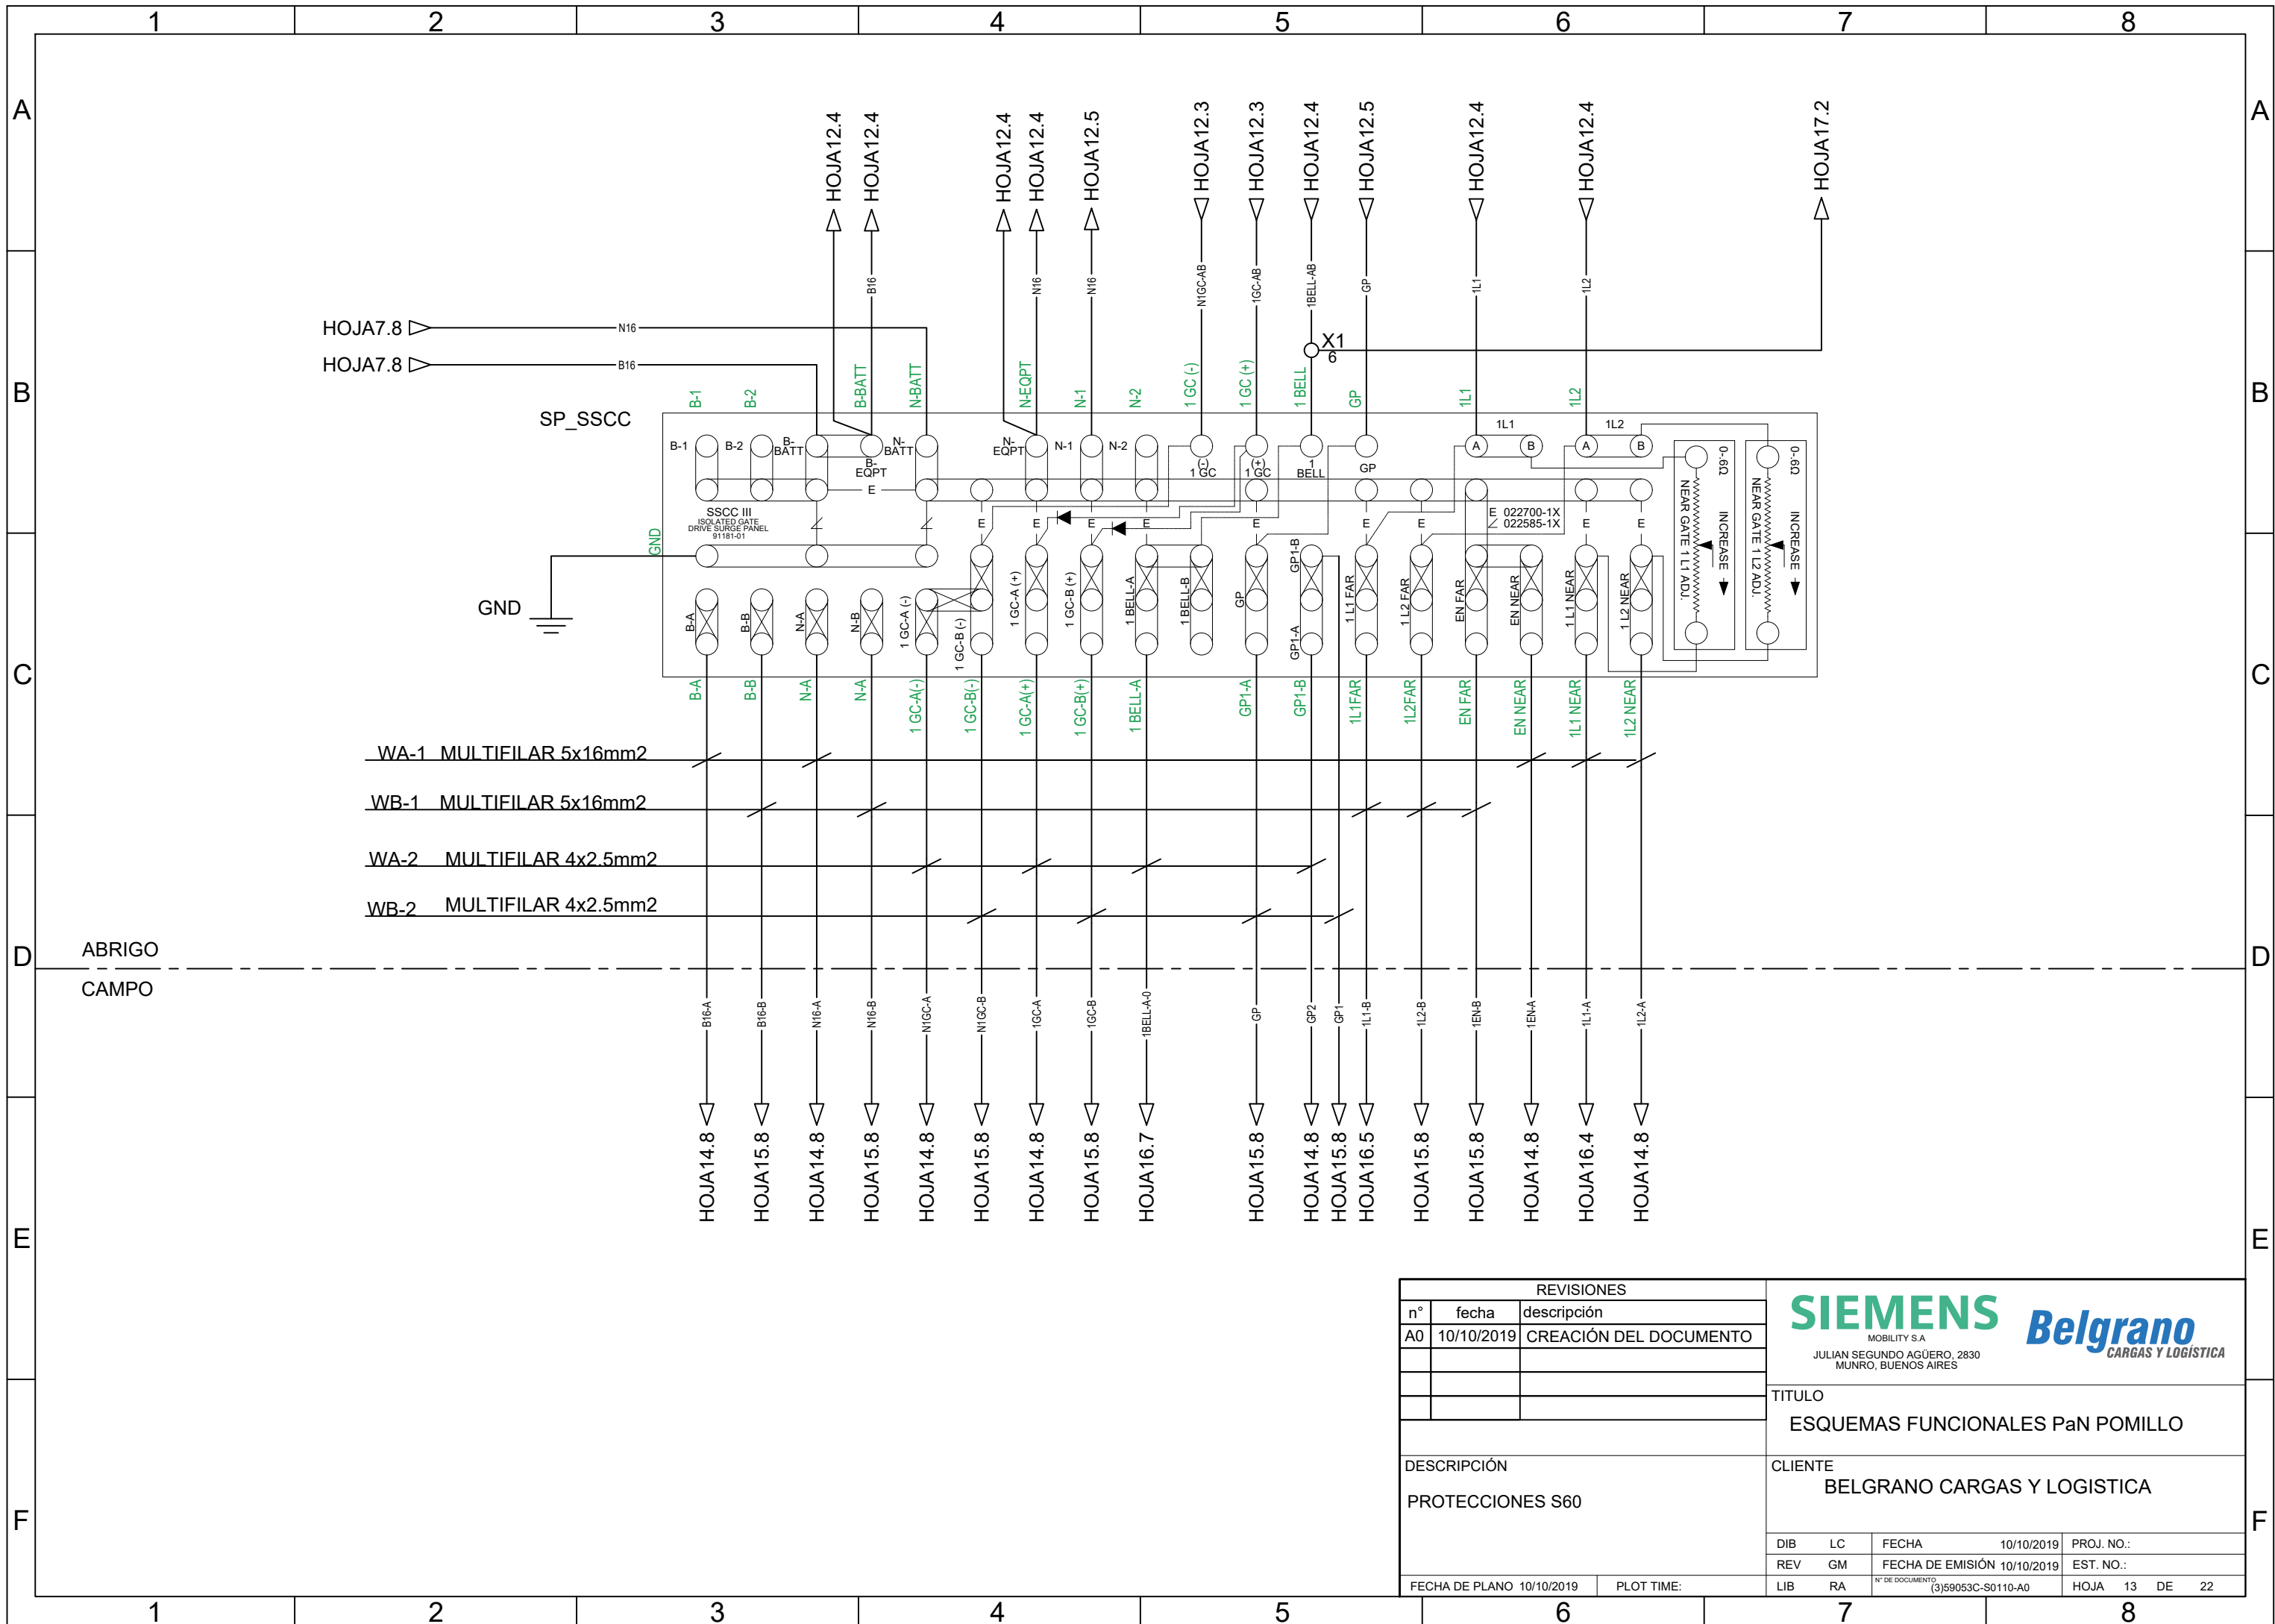 1 2 3 4 5 6 7 8
A A
B B
C C
D D
E E
F F
HOJA12.4
HOJA12.4
HOJA12.4
HOJA12.4
HOJA12.5
HOJA12.3
HOJA12.3
HOJA12.4
HOJA12.5
HOJA12.4
HOJA12.4
HOJA17.2
B16
N16
N16
N1GC-AB
1GC-AB
1BELL-AB
GP
1L1
1L2
HOJA7.8
N16
HOJA7.8
B16
X1
6
SP_SSCC
B-1
B-2
B-BATT
N-BATT
N-EQPT
N-1
N-2
1 GC (-)
1 GC (+)
1 BELL
GP
1L1
1L2
B-1
B-2
B-
BATT
B-
EQPT
N-
BATT
N-
EQPT
N-1
N-2
(-)
1 GC
(+)
1 GC
1
BELL
GP
1L1
A
B
1L2
A
B
E
E
E
E
E
E
E
E
E
E
SSCC III
ISOLATED GATE
DRIVE SURGE PANEL
91181-01
E 022700-1X
∠ 022585-1X
0-.6Ω
INCREASE
NEAR GATE 1 L1 ADJ.
0-.6Ω
INCREASE
NEAR GATE 1 L2 ADJ.
GND
GND
B-A
B-B
N-A
N-B
1 GC-A (-)
1 GC-B (-)
1 GC-A (+)
1 GC-B (+)
1 BELL-A
1 BELL-B
GP
GP1-B
GP1-A
1 L1 FAR
1 L2 FAR
EN FAR
EN NEAR
1 L1 NEAR
1 L2 NEAR
B-A
B-B
N-A
N-A
1 GC-A(-)
1 GC-B(-)
1 GC-A(+)
1 GC-B(+)
1 BELL-A
GP1-A
GP1-B
1L1FAR
1L2FAR
EN FAR
EN NEAR
1L1 NEAR
1L2 NEAR
WA-1 MULTIFILAR 5x16mm2
WB-1 MULTIFILAR 5x16mm2
WA-2 MULTIFILAR 4x2.5mm2
WB-2 MULTIFILAR 4x2.5mm2
ABRIGO
CAMPO
B16-A
B16-B
N16-A
N16-B
N1GC-A
N1GC-B
1GC-A
1GC-B
1BELL-A-0
GP
GP2
GP1
1L1-B
1L2-B
1EN-B
1EN-A
1L1-A
1L2-A
HOJA14.8
HOJA15.8
HOJA14.8
HOJA15.8
HOJA14.8
HOJA15.8
HOJA14.8
HOJA15.8
HOJA16.7
HOJA15.8
HOJA14.8
HOJA15.8
HOJA16.5
HOJA15.8
HOJA15.8
HOJA14.8
HOJA16.4
HOJA14.8
REVISIONES
n° fecha descripción
A0 10/10/2019 CREACIÓN DEL DOCUMENTO
SIEMENS
MOBILITY S.A
JULIAN SEGUNDO AGÜERO, 2830
MUNRO, BUENOS AIRES
Belgrano
CARGAS Y LOGÍSTICA
TITULO
ESQUEMAS FUNCIONALES PaN POMILLO
DESCRIPCIÓN
PROTECCIONES S60
CLIENTE
BELGRANO CARGAS Y LOGISTICA
DIB LC FECHA 10/10/2019 PROJ. NO.:
REV GM FECHA DE EMISIÓN 10/10/2019 EST. NO.:
FECHA DE PLANO 10/10/2019 PLOT TIME: LIB RA N° DE DOCUMENTO (3)59053C-S0110-A0 HOJA 13 DE 22
1 2 3 4 5 6 7 8